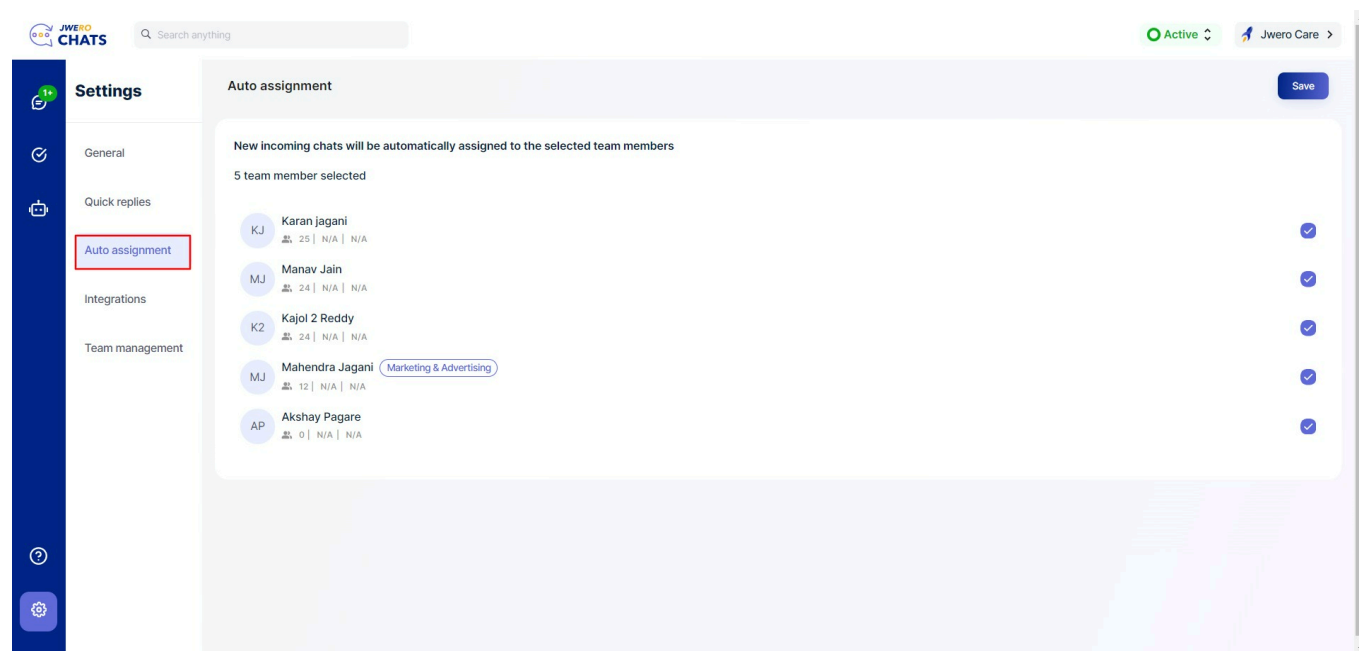 JWERO
CHATS
Search anything
Active
Jwero Care
1+
Settings
General
Quick replies
Auto assignment
Integrations
Team management
Auto assignment
Save
New incoming chats will be automatically assigned to the selected team members
5 team member selected
KJ
Karan jagani
25 | N/A | N/A
MJ
Manav Jain
24 | N/A | N/A
K2
Kajol 2 Reddy
24 | N/A | N/A
MJ
Mahendra Jagani Marketing & Advertising
12 | N/A | N/A
AP
Akshay Pagare
0 | N/A | N/A